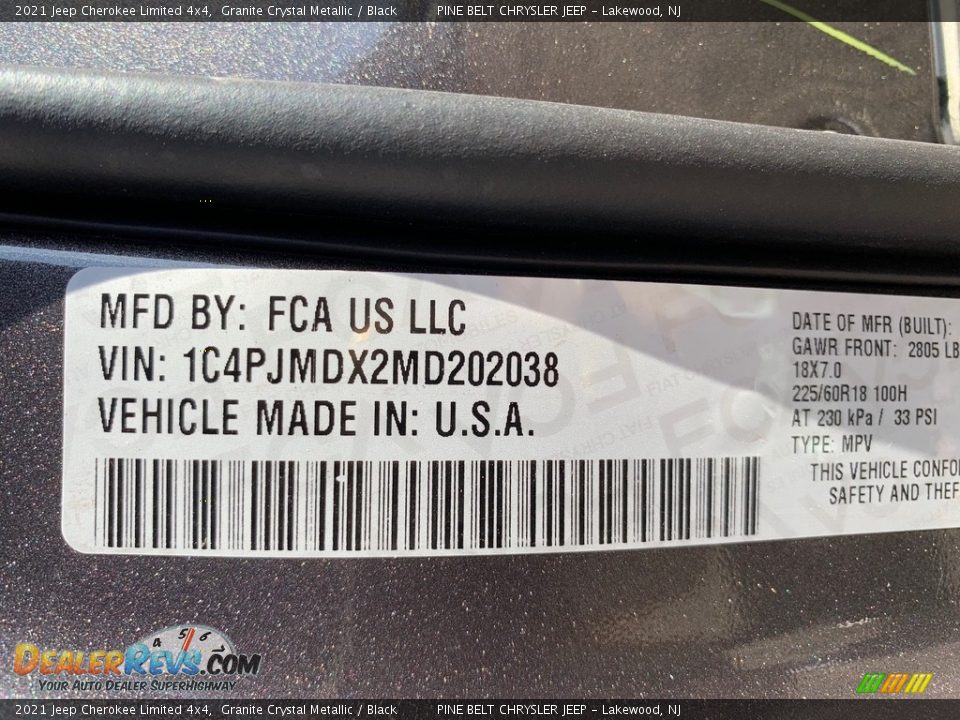 2021 Jeep Cherokee Limited 4x4, Granite Crystal Metallic / Black PINE BELT CHRYSLER JEEP - Lakewood, NJ
MFD BY: FCA US LLC
VIN: 1C4PJMDX2MD202038
VEHICLE MADE IN: U.S.A.
DATE OF MFR (BUILT):
GAWR FRONT: 2805 LB
18X7.0
225/60R18 100H
AT 230 kPa / 33 PSI
TYPE: MPV
THIS VEHICLE CONFO
SAFETY AND THEF
4 5 6
DEALERREVS.COM
YOUR AUTO DEALER SUPERHIGHWAY
2021 Jeep Cherokee Limited 4x4, Granite Crystal Metallic / Black PINE BELT CHRYSLER JEEP - Lakewood, NJ